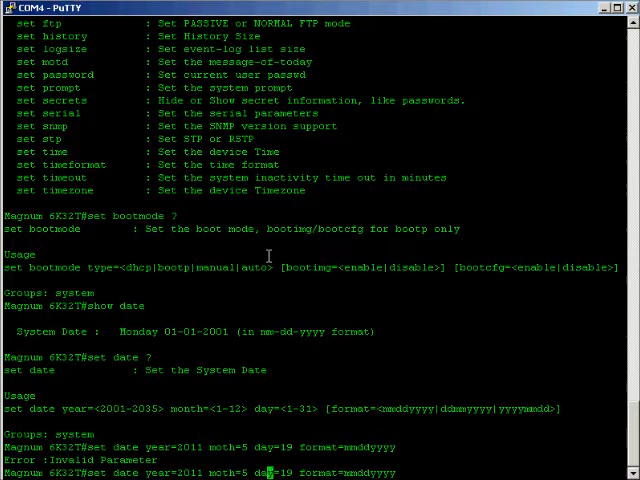 COM4 - PuTTY
set ftp : Set PASSIVE or NORMAL FTP mode
set history : Set History Size
set logsize : Set event-log list size
set motd : Set the message-of-today
set password : Set current user passwd
set prompt : Set the system prompt
set secrets : Hide or Show secret information, like passwords.
set serial : Set the serial parameters
set snmp : Set the SNMP version support
set stp : Set STP or RSTP
set time : Set the device Time
set timeformat : Set the time format
set timeout : Set the system inactivity time out in minutes
set timezone : Set the device Timezone
Magnum 6K32T#set bootmode ?
set bootmode : Set the boot mode, bootimg/bootcfg for bootp only
Usage
set bootmode type=<dhcp|bootp|manual|auto> [bootimg=<enable|disable>] [bootcfg=<enable|disable>]
Groups: system
Magnum 6K32T#show date
System Date : Monday 01-01-2001 (in mm-dd-yyyy format)
Magnum 6K32T#set date ?
set date : Set the System Date
Usage
set date year=<2001-2035> month=<1-12> day=<1-31> [format=<mmddyyyy|ddmmyyyy|yyyymmdd>]
Groups: system
Magnum 6K32T#set date year=2011 moth=5 day=19 format=mmddyyyy
Error :Invalid Parameter
Magnum 6K32T#set date year=2011 moth=5 day=19 format=mmddyyyy